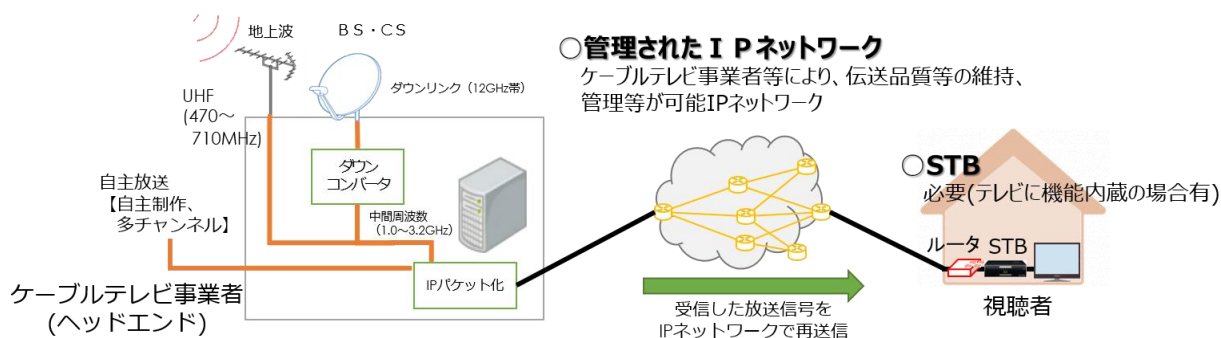 地上波
BS・CS
ダウンリンク（12GHz帯）
UHF
(470～
710MHz)
ダウン
コンバータ
自主放送
【自主制作、
多チャンネル】
中間周波数
（1.0～3.2GHz）
IPパケット化
ケーブルテレビ事業者
(ヘッドエンド)
○管理されたＩＰネットワーク
ケーブルテレビ事業者等により、伝送品質等の維持、
管理等が可能IPネットワーク
受信した放送信号を
IPネットワークで再送信
○STB
必要(テレビに機能内蔵の場合有)
ルータ
STB
視聴者